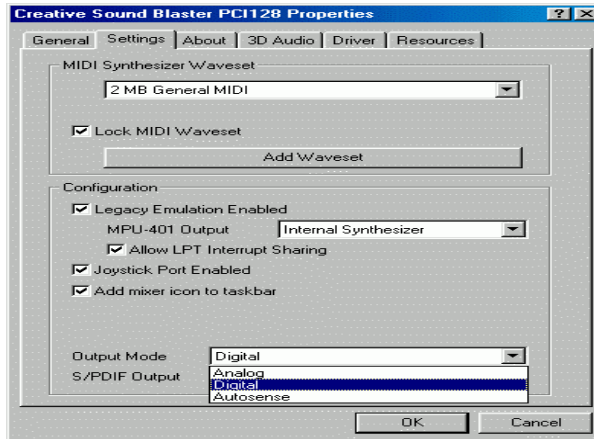 Creative Sound Blaster PCI128 Properties
General Settings About 3D Audio Driver Resources
MIDI Synthesizer Waveset
2 MB General MIDI
Lock MIDI Waveset
Add Waveset
Configuration
Legacy Emulation Enabled
MPU-401 Output Internal Synthesizer
Allow LPT Interrupt Sharing
Joystick Port Enabled
Add mixer icon to taskbar
Output Mode Digital
S/PDIF Output Analog
Digital
Autosense
OK Cancel